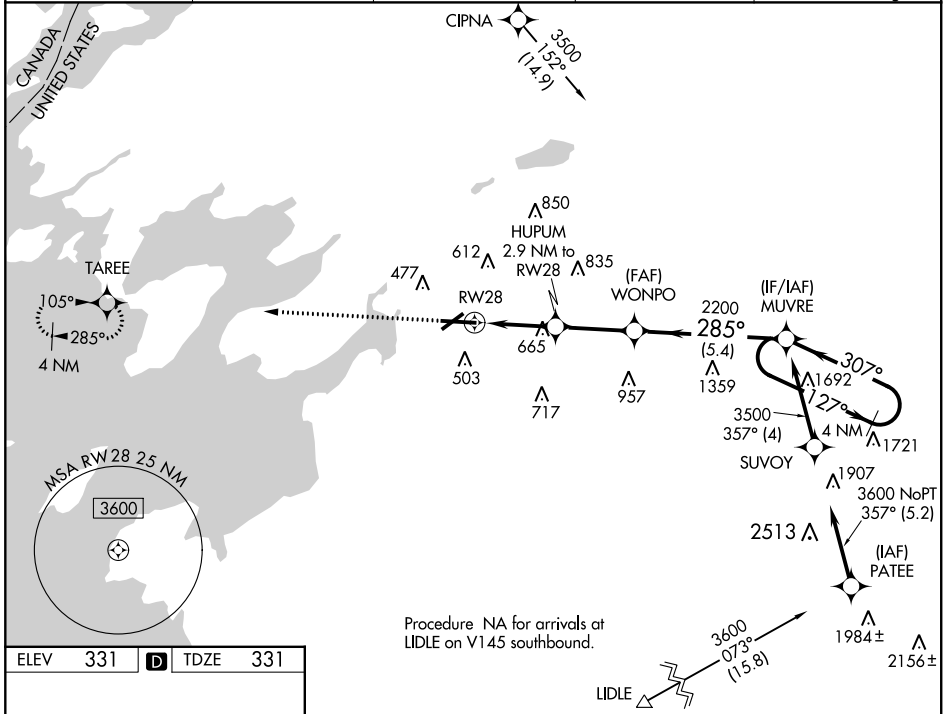 CIPNA
3500
152°
(14.9)
CANADA
UNITED STATES
850
HUPUM
2.9 NM to
RW28
612
835
477
TAREE
105°
285°
4 NM
RW28
(FAF)
WONPO
2200
285°
(5.4)
(IF/IAF)
MUVRE
307°
127°
4 NM
665
503
717
957
1359
1692
1721
3500
357° (4)
SUVOY
1907
3600 NoPT
357° (5.2)
2513
(IAF)
PATEE
MSA RW28 25 NM
3600
1984±
2156±
Procedure NA for arrivals at
LIDLE on V145 southbound.
3600
073°
(15.8)
LIDLE
ELEV 331 D TDZE 331